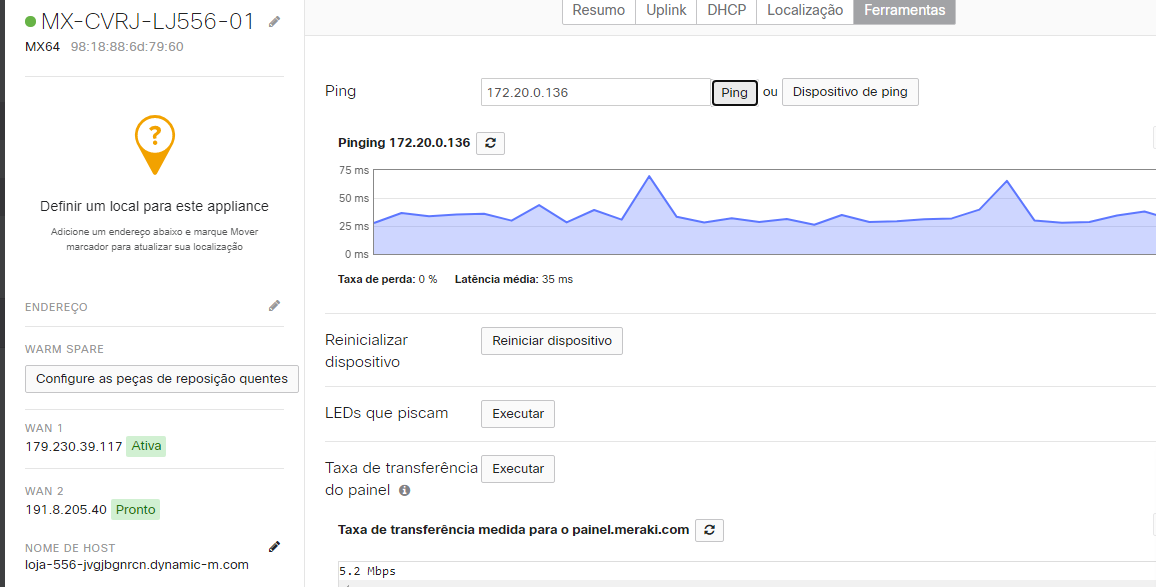 MX-CVRJ-LJ556-01
MX64 98:18:88:6d:79:60
?
Definir um local para este appliance
Adicione um endereço abaixo e marque Mover
marcador para atualizar sua localização
ENDEREÇO
WARM SPARE
Configure as peças de reposição quentes
WAN 1
179.230.39.117 Ativa
WAN 2
191.8.205.40 Pronto
NOME DE HOST
loja-556-jvgjbgnrcn.dynamic-m.com
Resumo Uplink DHCP Localização Ferramentas
Ping 172.20.0.136 Ping ou Dispositivo de ping
Pinging 172.20.0.136
75 ms
50 ms
25 ms
0 ms
Taxa de perda: 0 % Latência média: 35 ms
Reinicializar
dispositivo
Reiniciar dispositivo
LEDs que piscam Executar
Taxa de transferência
do painel
Executar
Taxa de transferência medida para o painel.meraki.com
5.2 Mbps